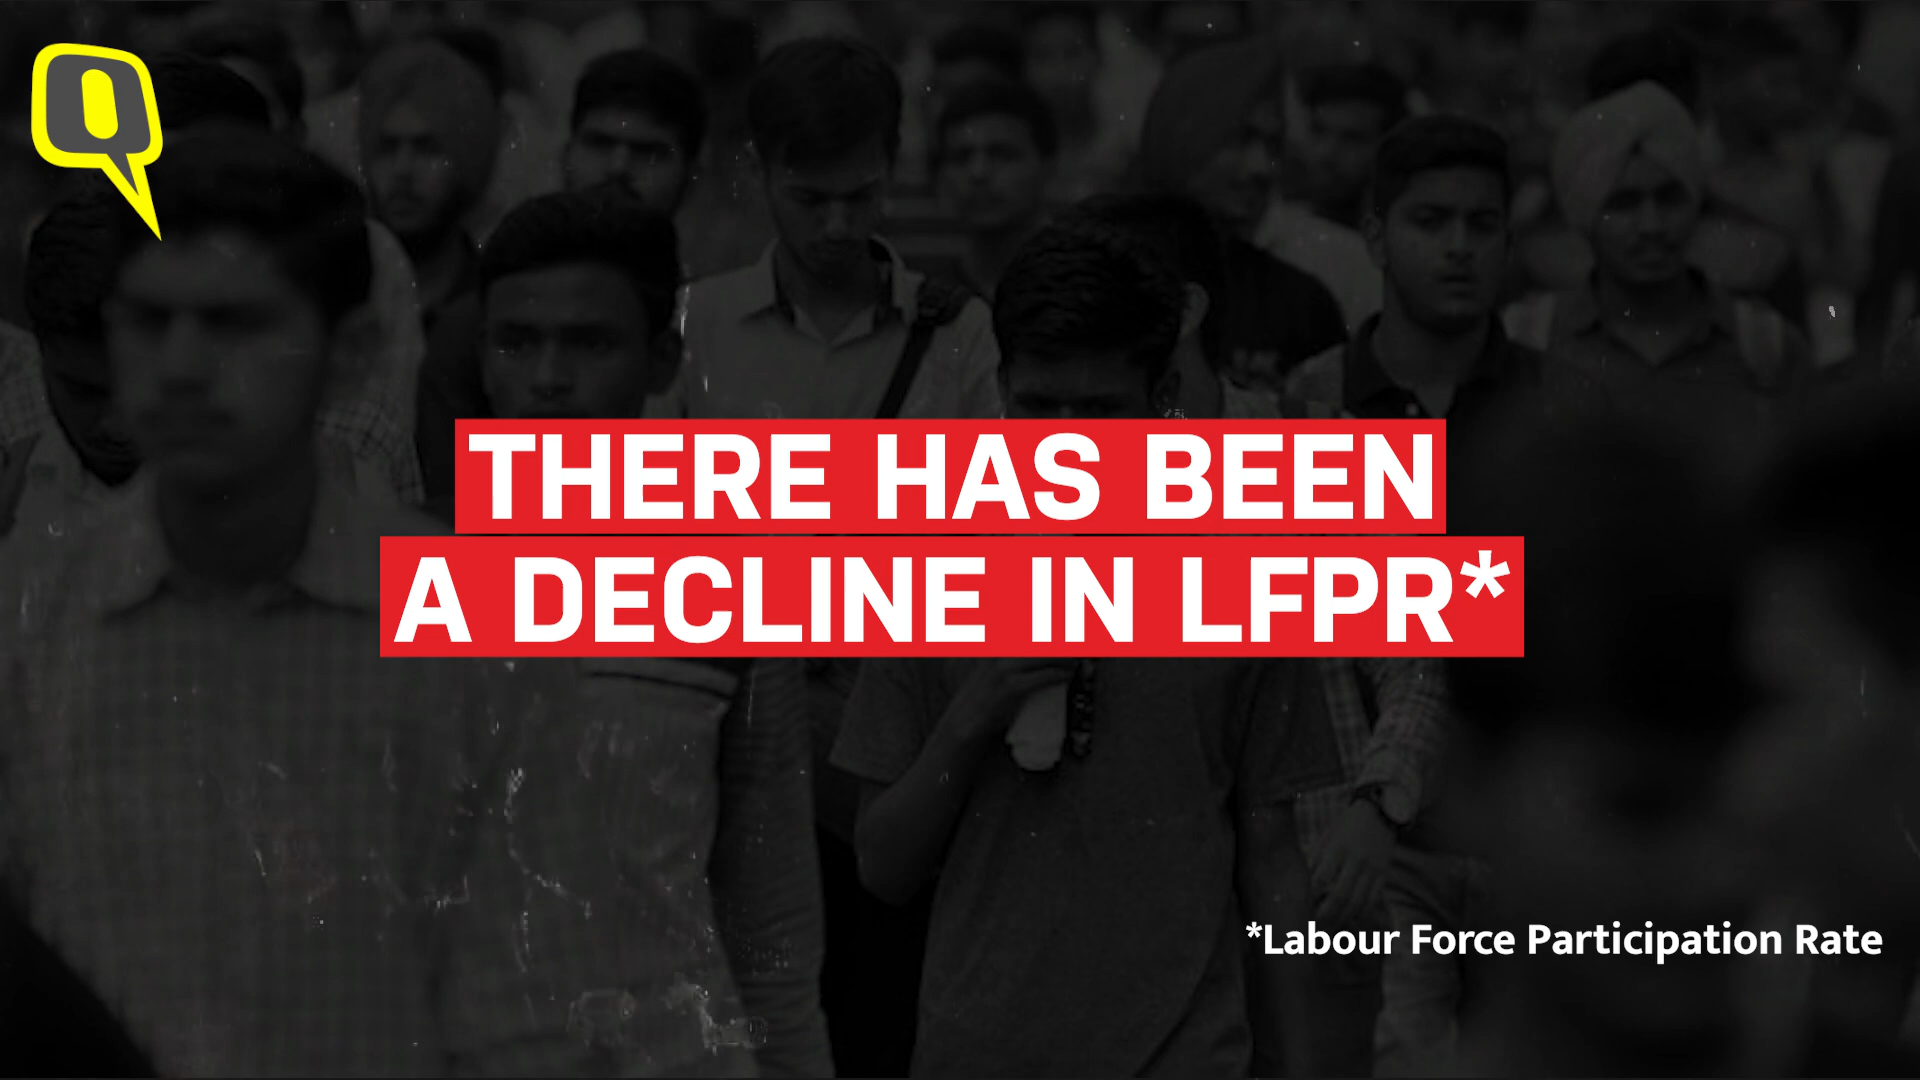 THERE HAS BEEN
A DECLINE IN LFPR*
*Labour Force Participation Rate